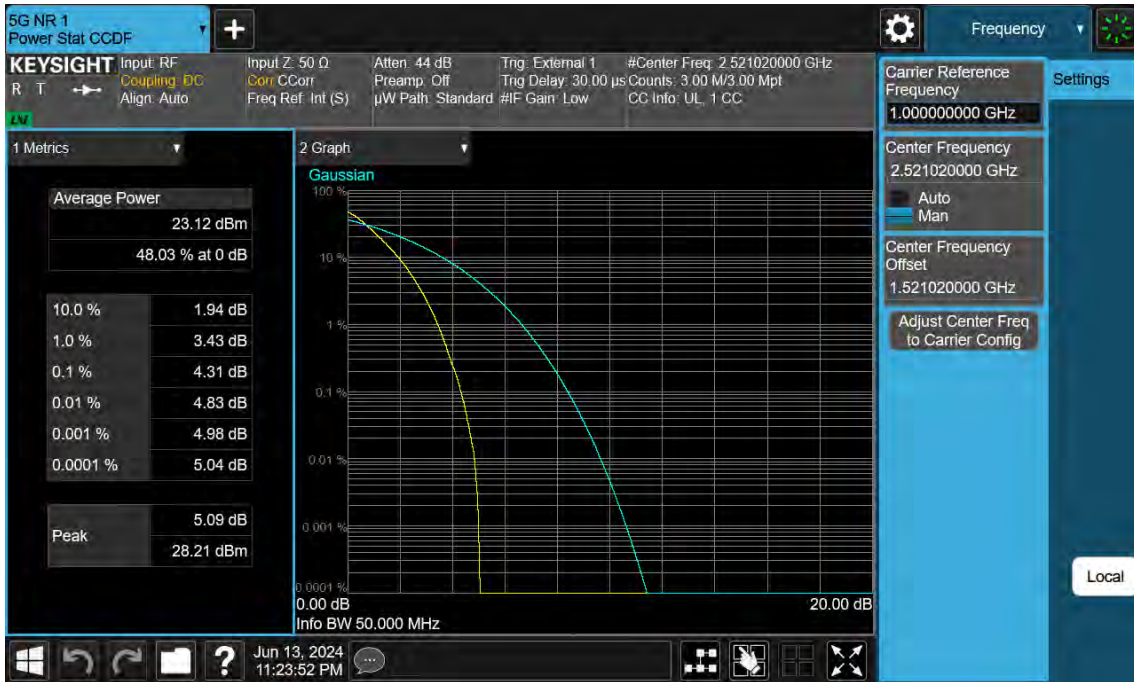 5G NR 1
Power Stat CCDF
Frequency
KEYSIGHT
R T
LNI
Input: RF
Coupling: DC
Align: Auto
Input Z: 50 Ω
Corr CCorr
Freq Ref: Int (S)
Atten: 44 dB
Preamp: Off
µW Path: Standard
Trig: External 1
Trig Delay: 30.00 µs
#IF Gain: Low
#Center Freq: 2.521020000 GHz
Counts: 3.00 M/3.00 Mpt
CC Info: UL, 1 CC
1 Metrics
Average Power
23.12 dBm
48.03 % at 0 dB
10.0 % 1.94 dB
1.0 % 3.43 dB
0.1 % 4.31 dB
0.01 % 4.83 dB
0.001 % 4.98 dB
0.0001 % 5.04 dB
Peak
5.09 dB
28.21 dBm
2 Graph
Gaussian
100 %
10 %
1 %
0.1 %
0.01 %
0.001 %
0.0001 %
0.00 dB 20.00 dB
Info BW 50.000 MHz
Carrier Reference
Frequency
1.000000000 GHz
Center Frequency
2.521020000 GHz
Auto
Man
Center Frequency
Offset
1.521020000 GHz
Adjust Center Freq
to Carrier Config
Settings
Local
?
Jun 13, 2024
11:23:52 PM